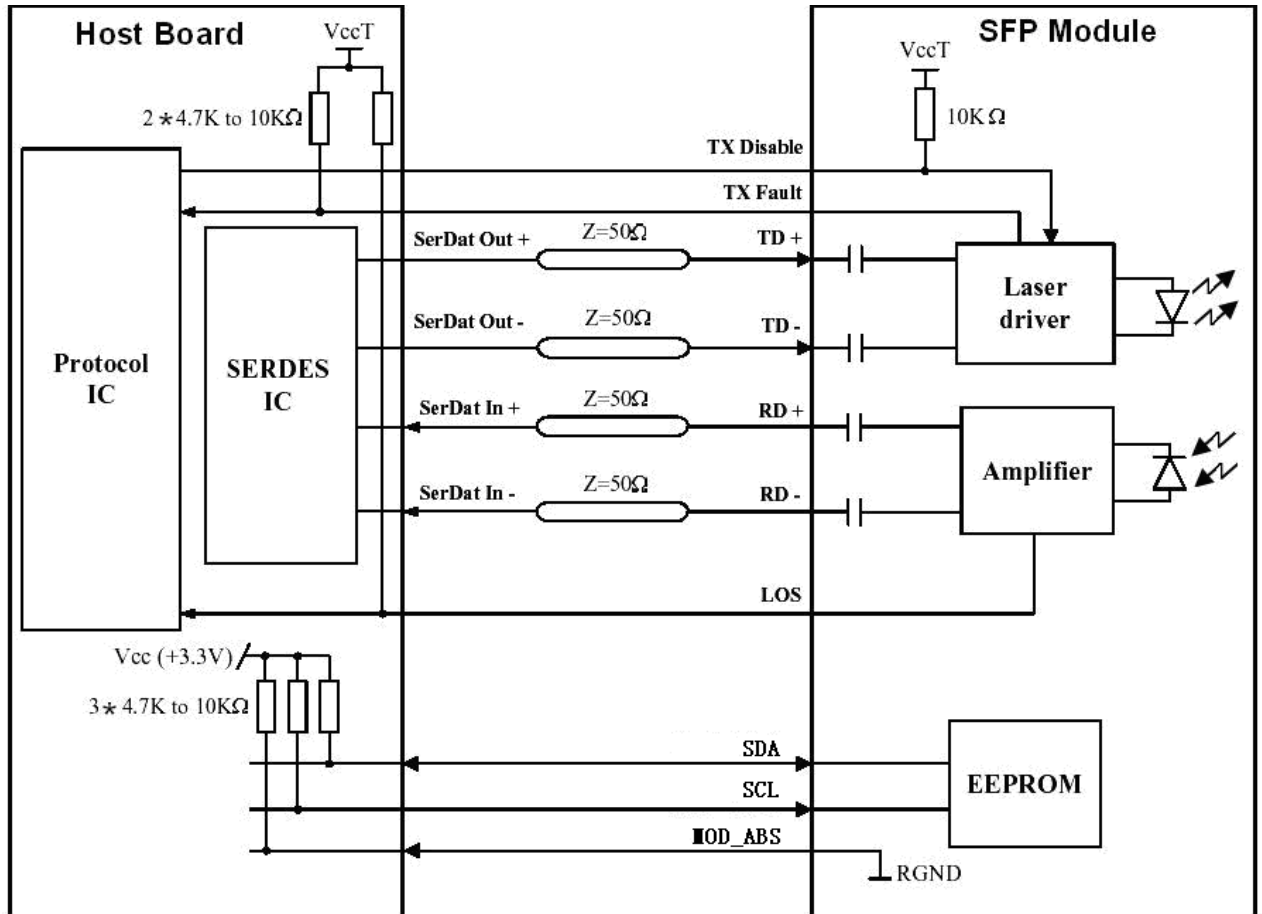 Host Board
SFP Module
VccT
VccT
2*4.7K to 10KΩ
10KΩ
TX Disable
TX Fault
SerDat Out +
Z=50Ω
TD +
SerDat Out -
Z=50Ω
TD -
Laser
driver
Protocol
IC
SERDES
IC
SerDat In +
Z=50Ω
RD +
SerDat In -
Z=50Ω
RD -
Amplifier
LOS
Vcc (+3.3V)
3*4.7K to 10KΩ
SDA
SCL
MOD_ABS
EEPROM
RGND